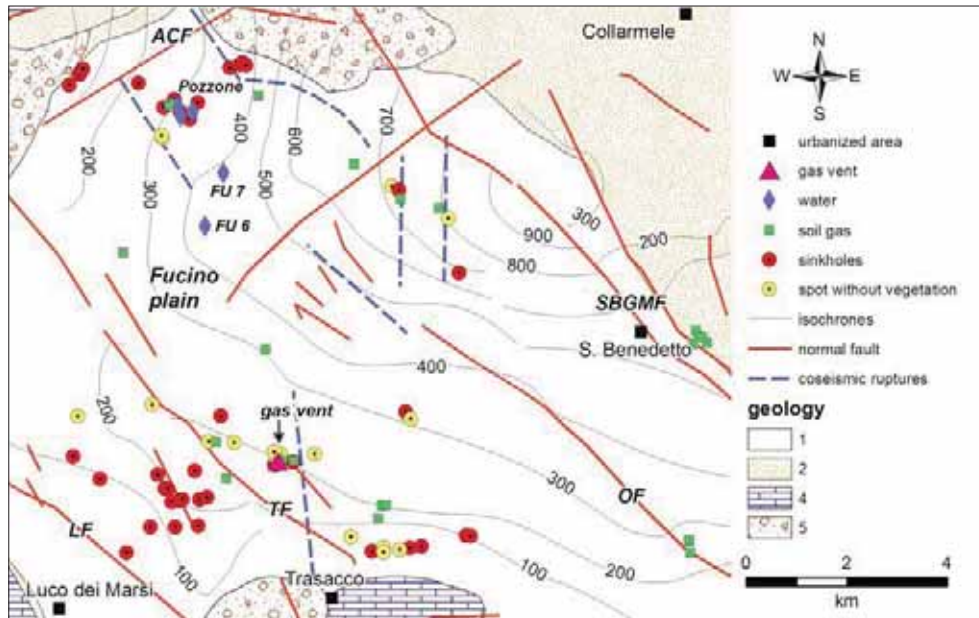 ACF
Collarmele
Pozzone
200
300
400
500
600
700
FU 7
FU 6
900
800
300
200
Fucino
plain
SBGMF
S. Benedetto
400
200
gas vent
300
OF
TF
LF
100
200
100
Luco dei Marsi
Trasacco
N
W E
S
urbanized area
gas vent
water
soil gas
sinkholes
spot without vegetation
isochrones
normal fault
coseismic ruptures
geology
1
2
4
5
0 2 4
km